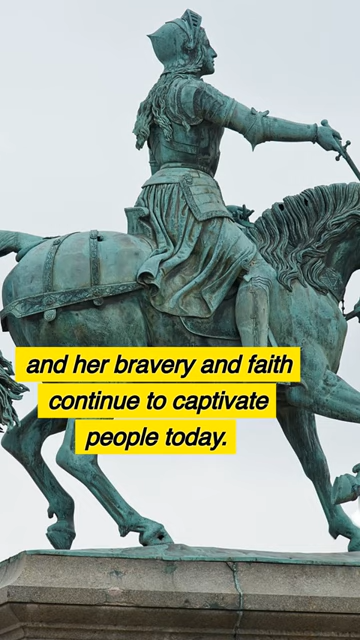 and her bravery and faith
continue to captivate
people today.